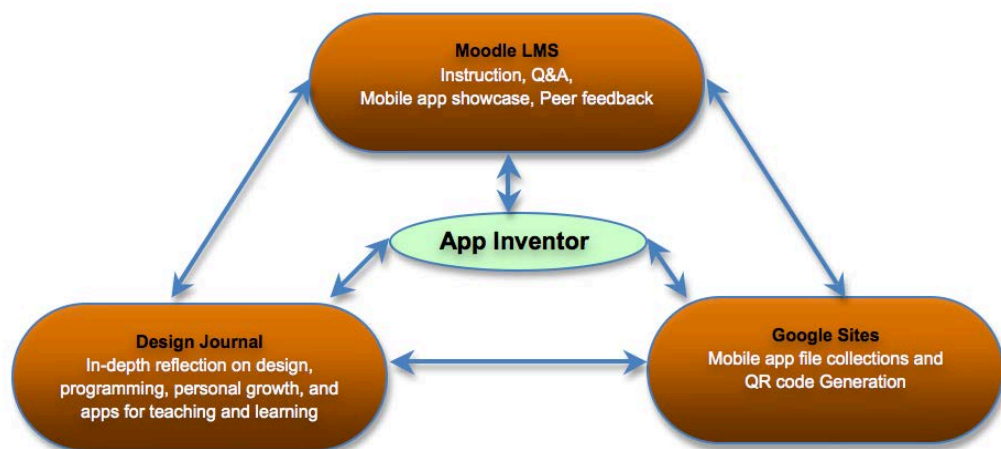 Moodle LMS
Instruction, Q&A,
Mobile app showcase, Peer feedback
App Inventor
Design Journal
In-depth reflection on design,
programming, personal growth, and
apps for teaching and learning
Google Sites
Mobile app file collections and
QR code Generation